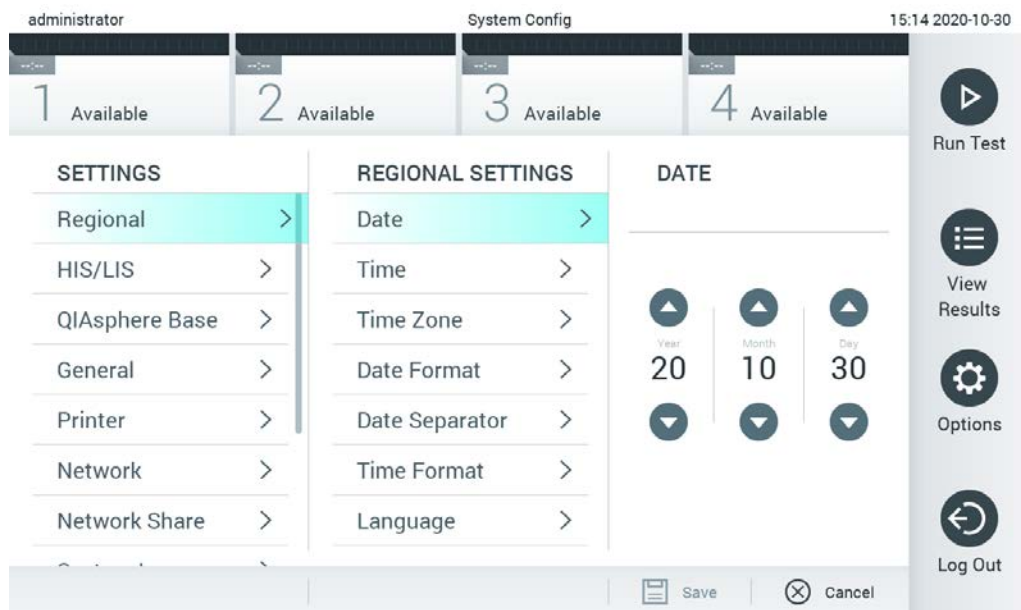 administrator System Config 15:14 2020-10-30
--:-- --:-- --:-- --:--
1 Available 2 Available 3 Available 4 Available
Run Test
View
Results
Options
Log Out
SETTINGS
Regional
HIS/LIS
QIAsphere Base
General
Printer
Network
Network Share
REGIONAL SETTINGS
Date
Time
Time Zone
Date Format
Date Separator
Time Format
Language
DATE
Year Month Day
20 10 30
Save Cancel